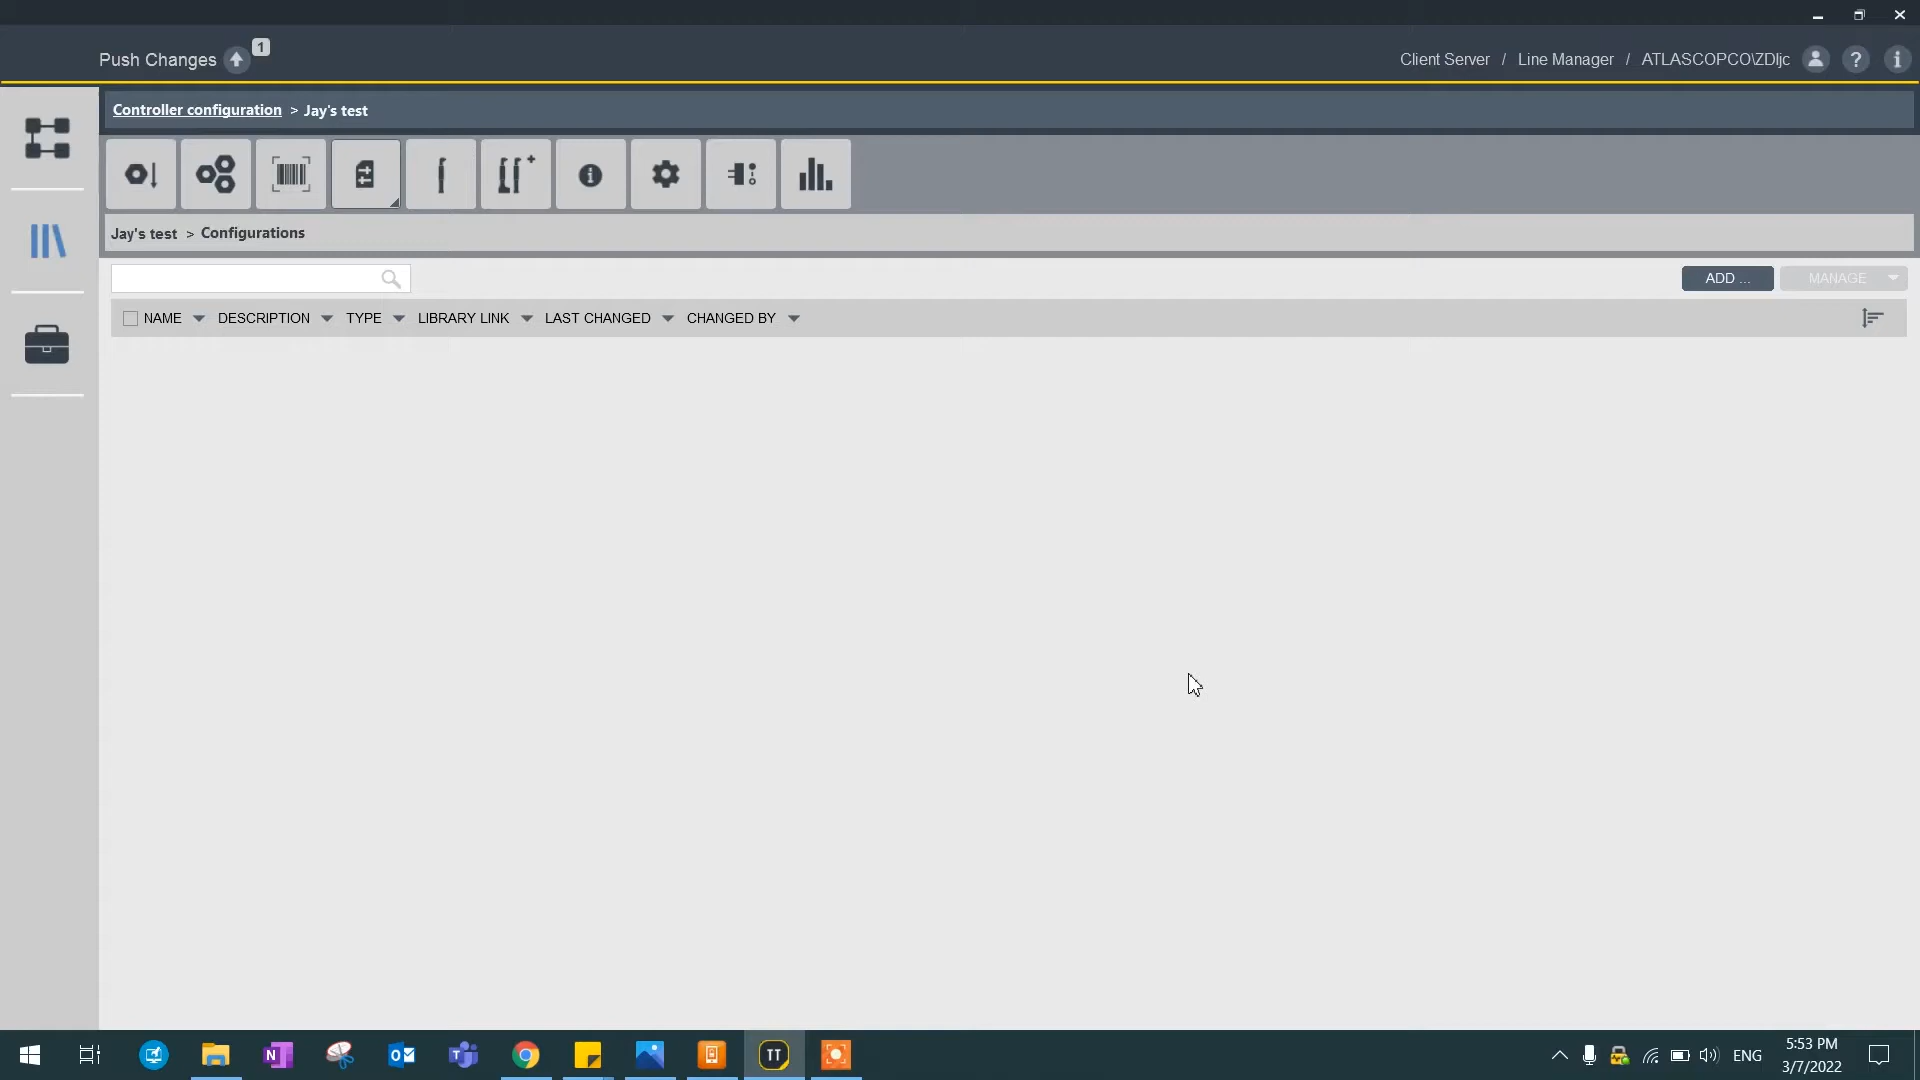 Push Changes 1
Client Server / Line Manager / ATLASCOPCO\ZDljc ? i
Controller configuration > Jay's test
Jay's test > Configurations
ADD ... MANAGE
NAME DESCRIPTION TYPE LIBRARY LINK LAST CHANGED CHANGED BY
ENG
5:53 PM
3/7/2022